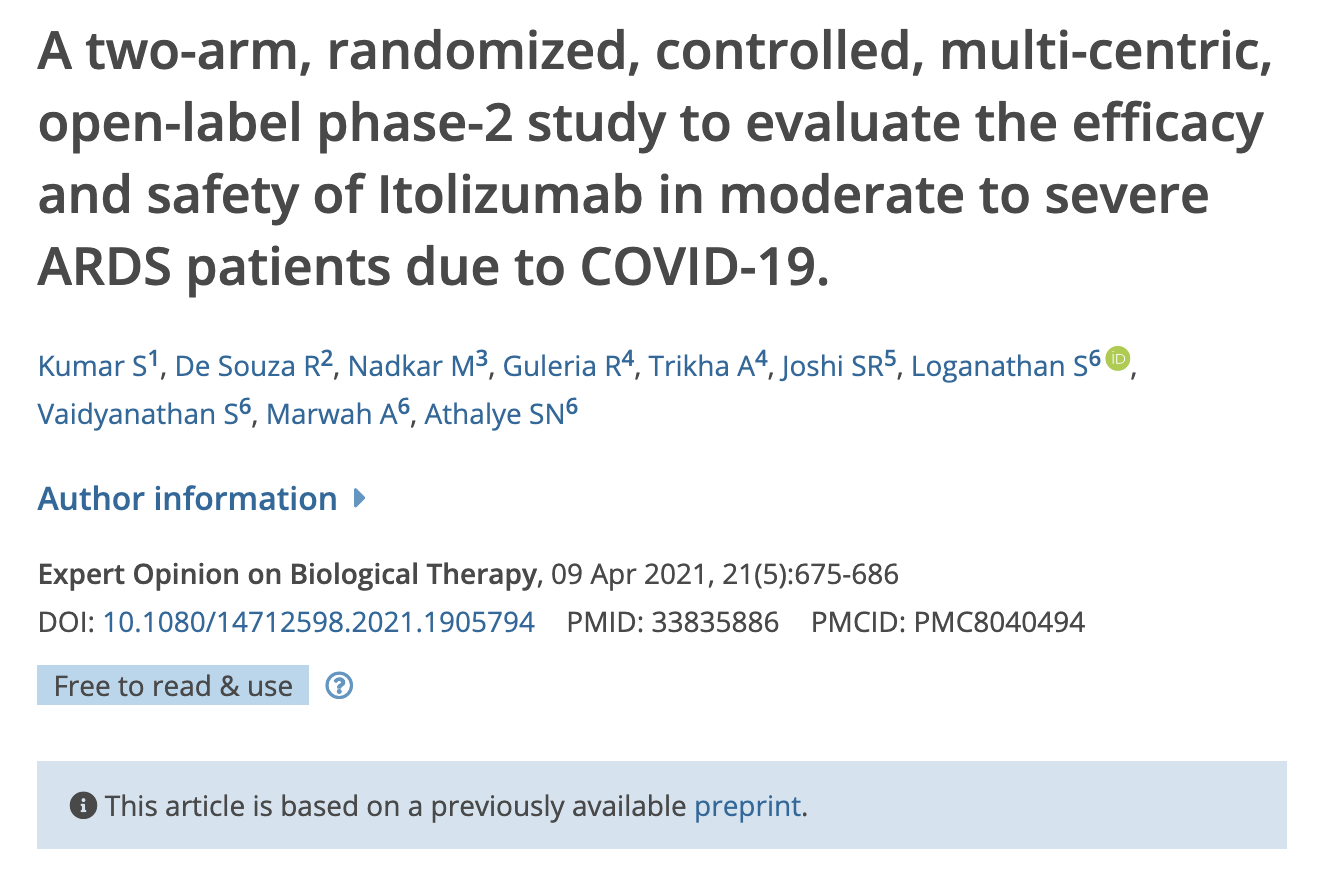 A two-arm, randomized, controlled, multi-centric,
open-label phase-2 study to evaluate the efficacy
and safety of Itolizumab in moderate to severe
ARDS patients due to COVID-19.
Kumar S1, De Souza R2, Nadkar M3, Guleria R4, Trikha A4, Joshi SR5, Loganathan S6 iD,
Vaidyanathan S6, Marwah A6, Athalye SN6
Author information
Expert Opinion on Biological Therapy, 09 Apr 2021, 21(5):675-686
DOI: 10.1080/14712598.2021.1905794 PMID: 33835886 PMCID: PMC8040494
Free to read & use ?
i This article is based on a previously available preprint.